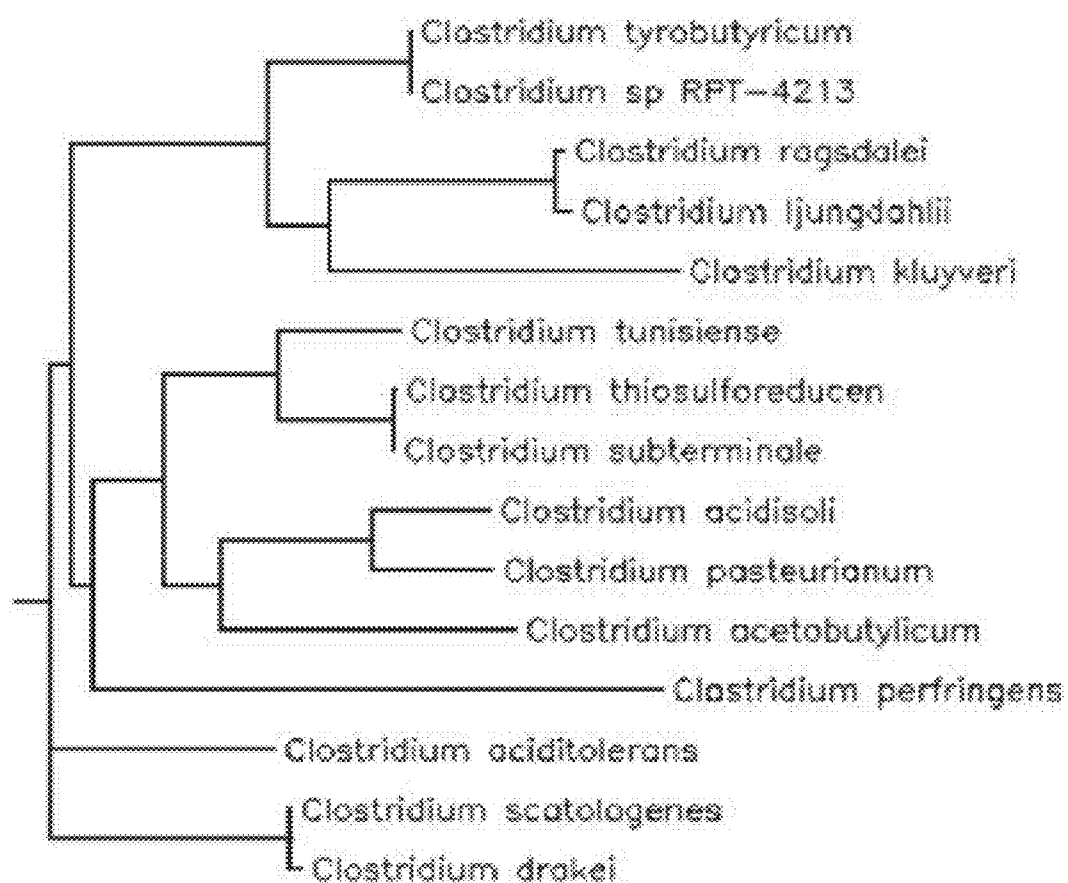 Clostridium tyrobutyricum
Clostridium sp RPT-4213
Clostridium ragsdalei
Clostridium ljungdahlii
Clostridium kluyveri
Clostridium tunisiense
Clostridium thiosulforeducen
Clostridium subterminale
Clostridium acidisoli
Clostridium pasteurianum
Clostridium acetobutylicum
Clostridium perfringens
Clostridium aciditolerans
Clostridium scatologenes
Clostridium drakei